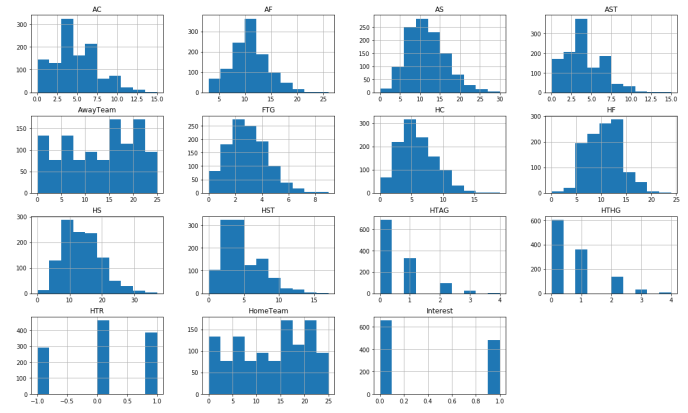 AC
300
200
100
0
0.0 2.5 5.0 7.5 10.0 12.5 15.0
AF
300
200
100
0
5 10 15 20 25
AS
250
200
150
100
50
0
0 5 10 15 20 25 30
AST
300
200
100
0
0.0 2.5 5.0 7.5 10.0 12.5 15.0
AwayTeam
150
100
50
0
0 5 10 15 20 25
FTG
250
200
150
100
50
0
0 2 4 6 8
HC
300
200
100
0
0 5 10 15
HF
300
200
100
0
0 5 10 15 20 25
HS
300
200
100
0
0 10 20 30
HST
300
200
100
0
0 5 10 15
HTAG
600
400
200
0
0 1 2 3 4
HTHG
600
400
200
0
0 1 2 3 4
HTR
400
300
200
100
0
-1.0 -0.5 0.0 0.5 1.0
HomeTeam
150
100
50
0
0 5 10 15 20 25
Interest
600
400
200
0
0.0 0.2 0.4 0.6 0.8 1.0